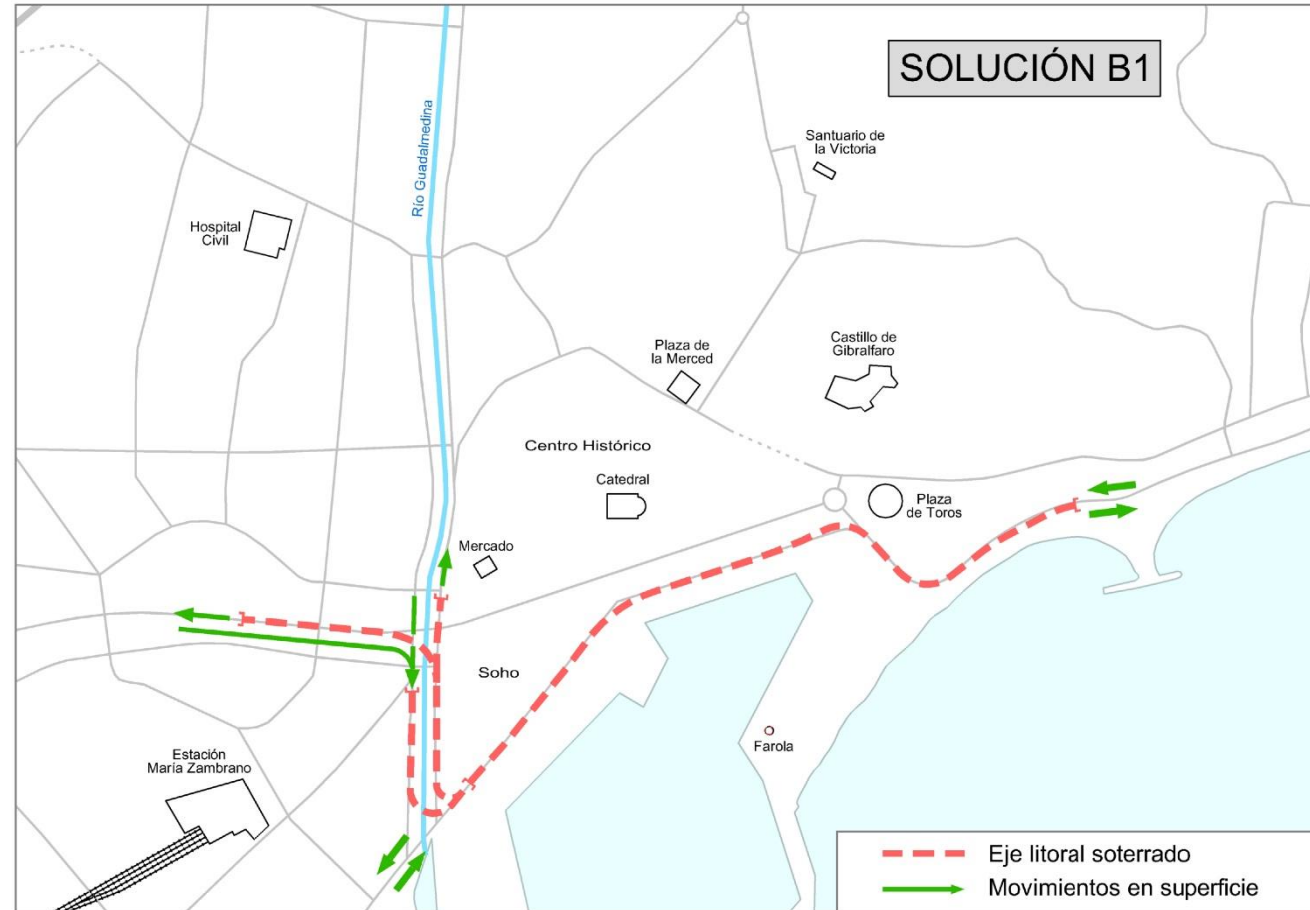 SOLUCIÓN B1
Río Guadalmedina
Santuario de
la Victoria
Hospital
Civil
Plaza de
la Merced
Castillo de
Gibralfaro
Centro Histórico
Catedral
Plaza
de Toros
Mercado
Soho
Farola
Estación
María Zambrano
Eje litoral soterrado
Movimientos en superficie